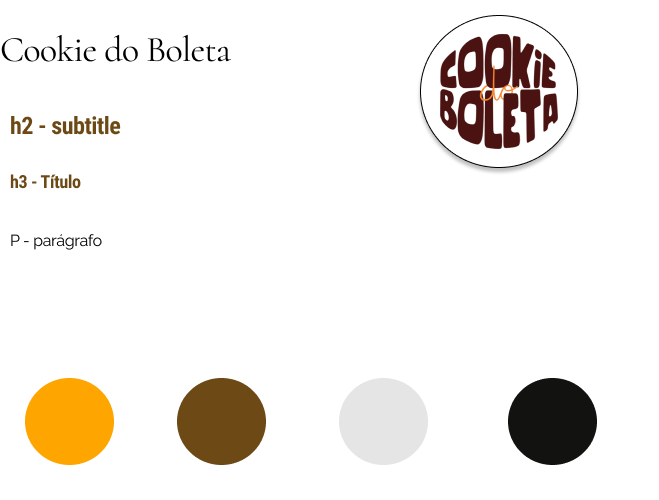 Cookie do Boleta
COOKIE
do
BOLETA
h2 - subtitle
h3 - Título
P - parágrafo